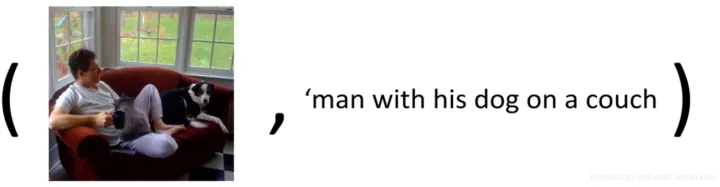 ( , ‘man with his dog on a couch )